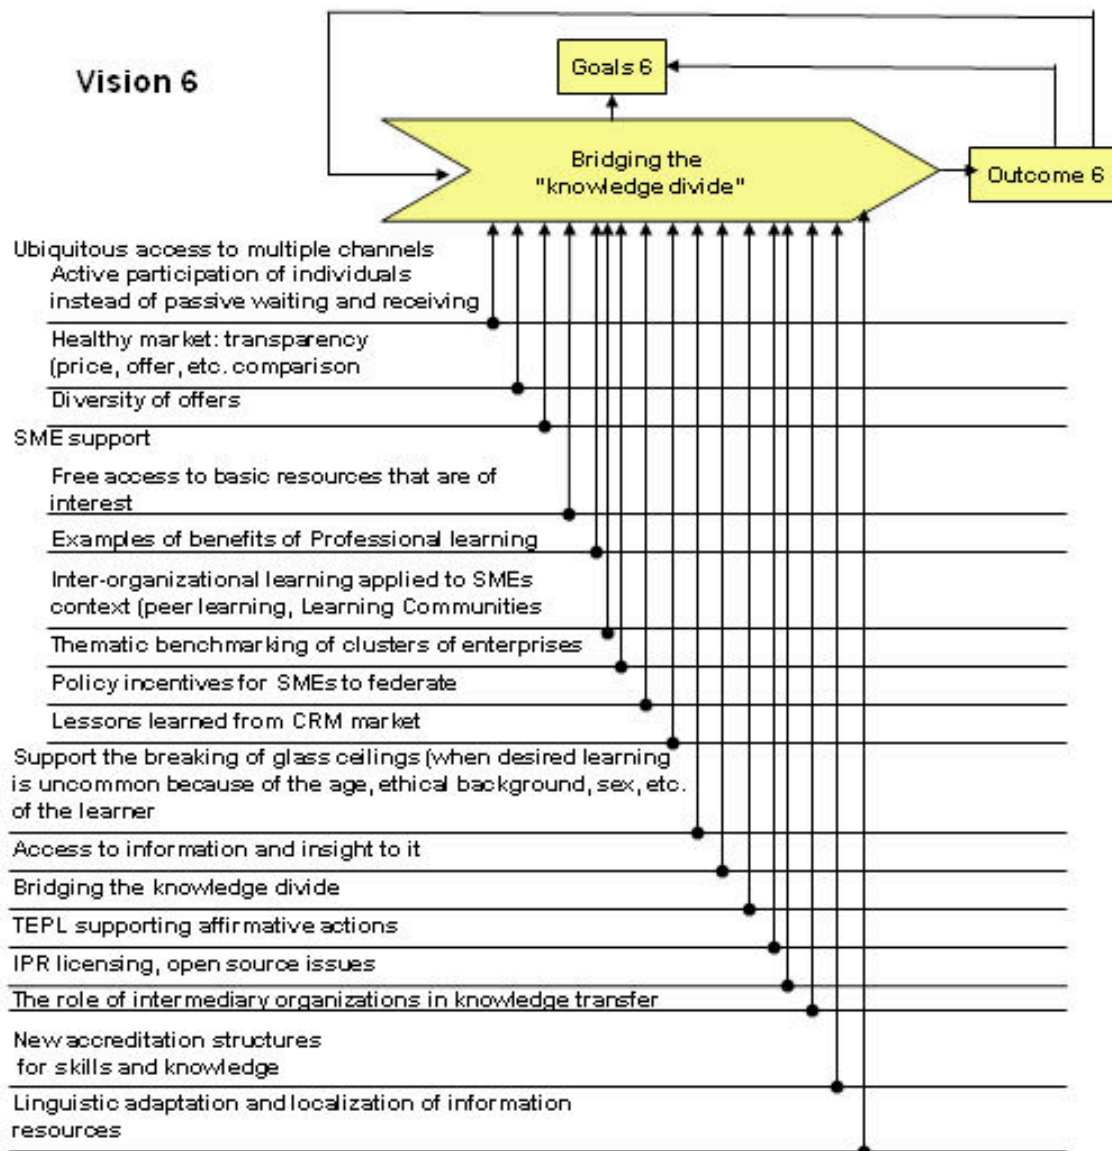 Vision 6
Goals 6
Bridging the
"knowledge divide"
Outcome 6
Ubiquitous access to multiple channels
Active participation of individuals
instead of passive waiting and receiving
Healthy market: transparency
(price, offer, etc. comparison
Diversity of offers
SME support
Free access to basic resources that are of
interest
Examples of benefits of Professional learning
Inter-organizational learning applied to SMEs
context (peer learning, Learning Communities
Thematic benchmarking of clusters of enterprises
Policy incentives for SMEs to federate
Lessons learned from CRM market
Support the breaking of glass ceilings (when desired learning
is uncommon because of the age, ethical background, sex, etc.
of the learner
Access to information and insight to it
Bridging the knowledge divide
TEPL supporting affirmative actions
IPR licensing, open source issues
The role of intermediary organizations in knowledge transfer
New accreditation structures
for skills and knowledge
Linguistic adaptation and localization of information
resources